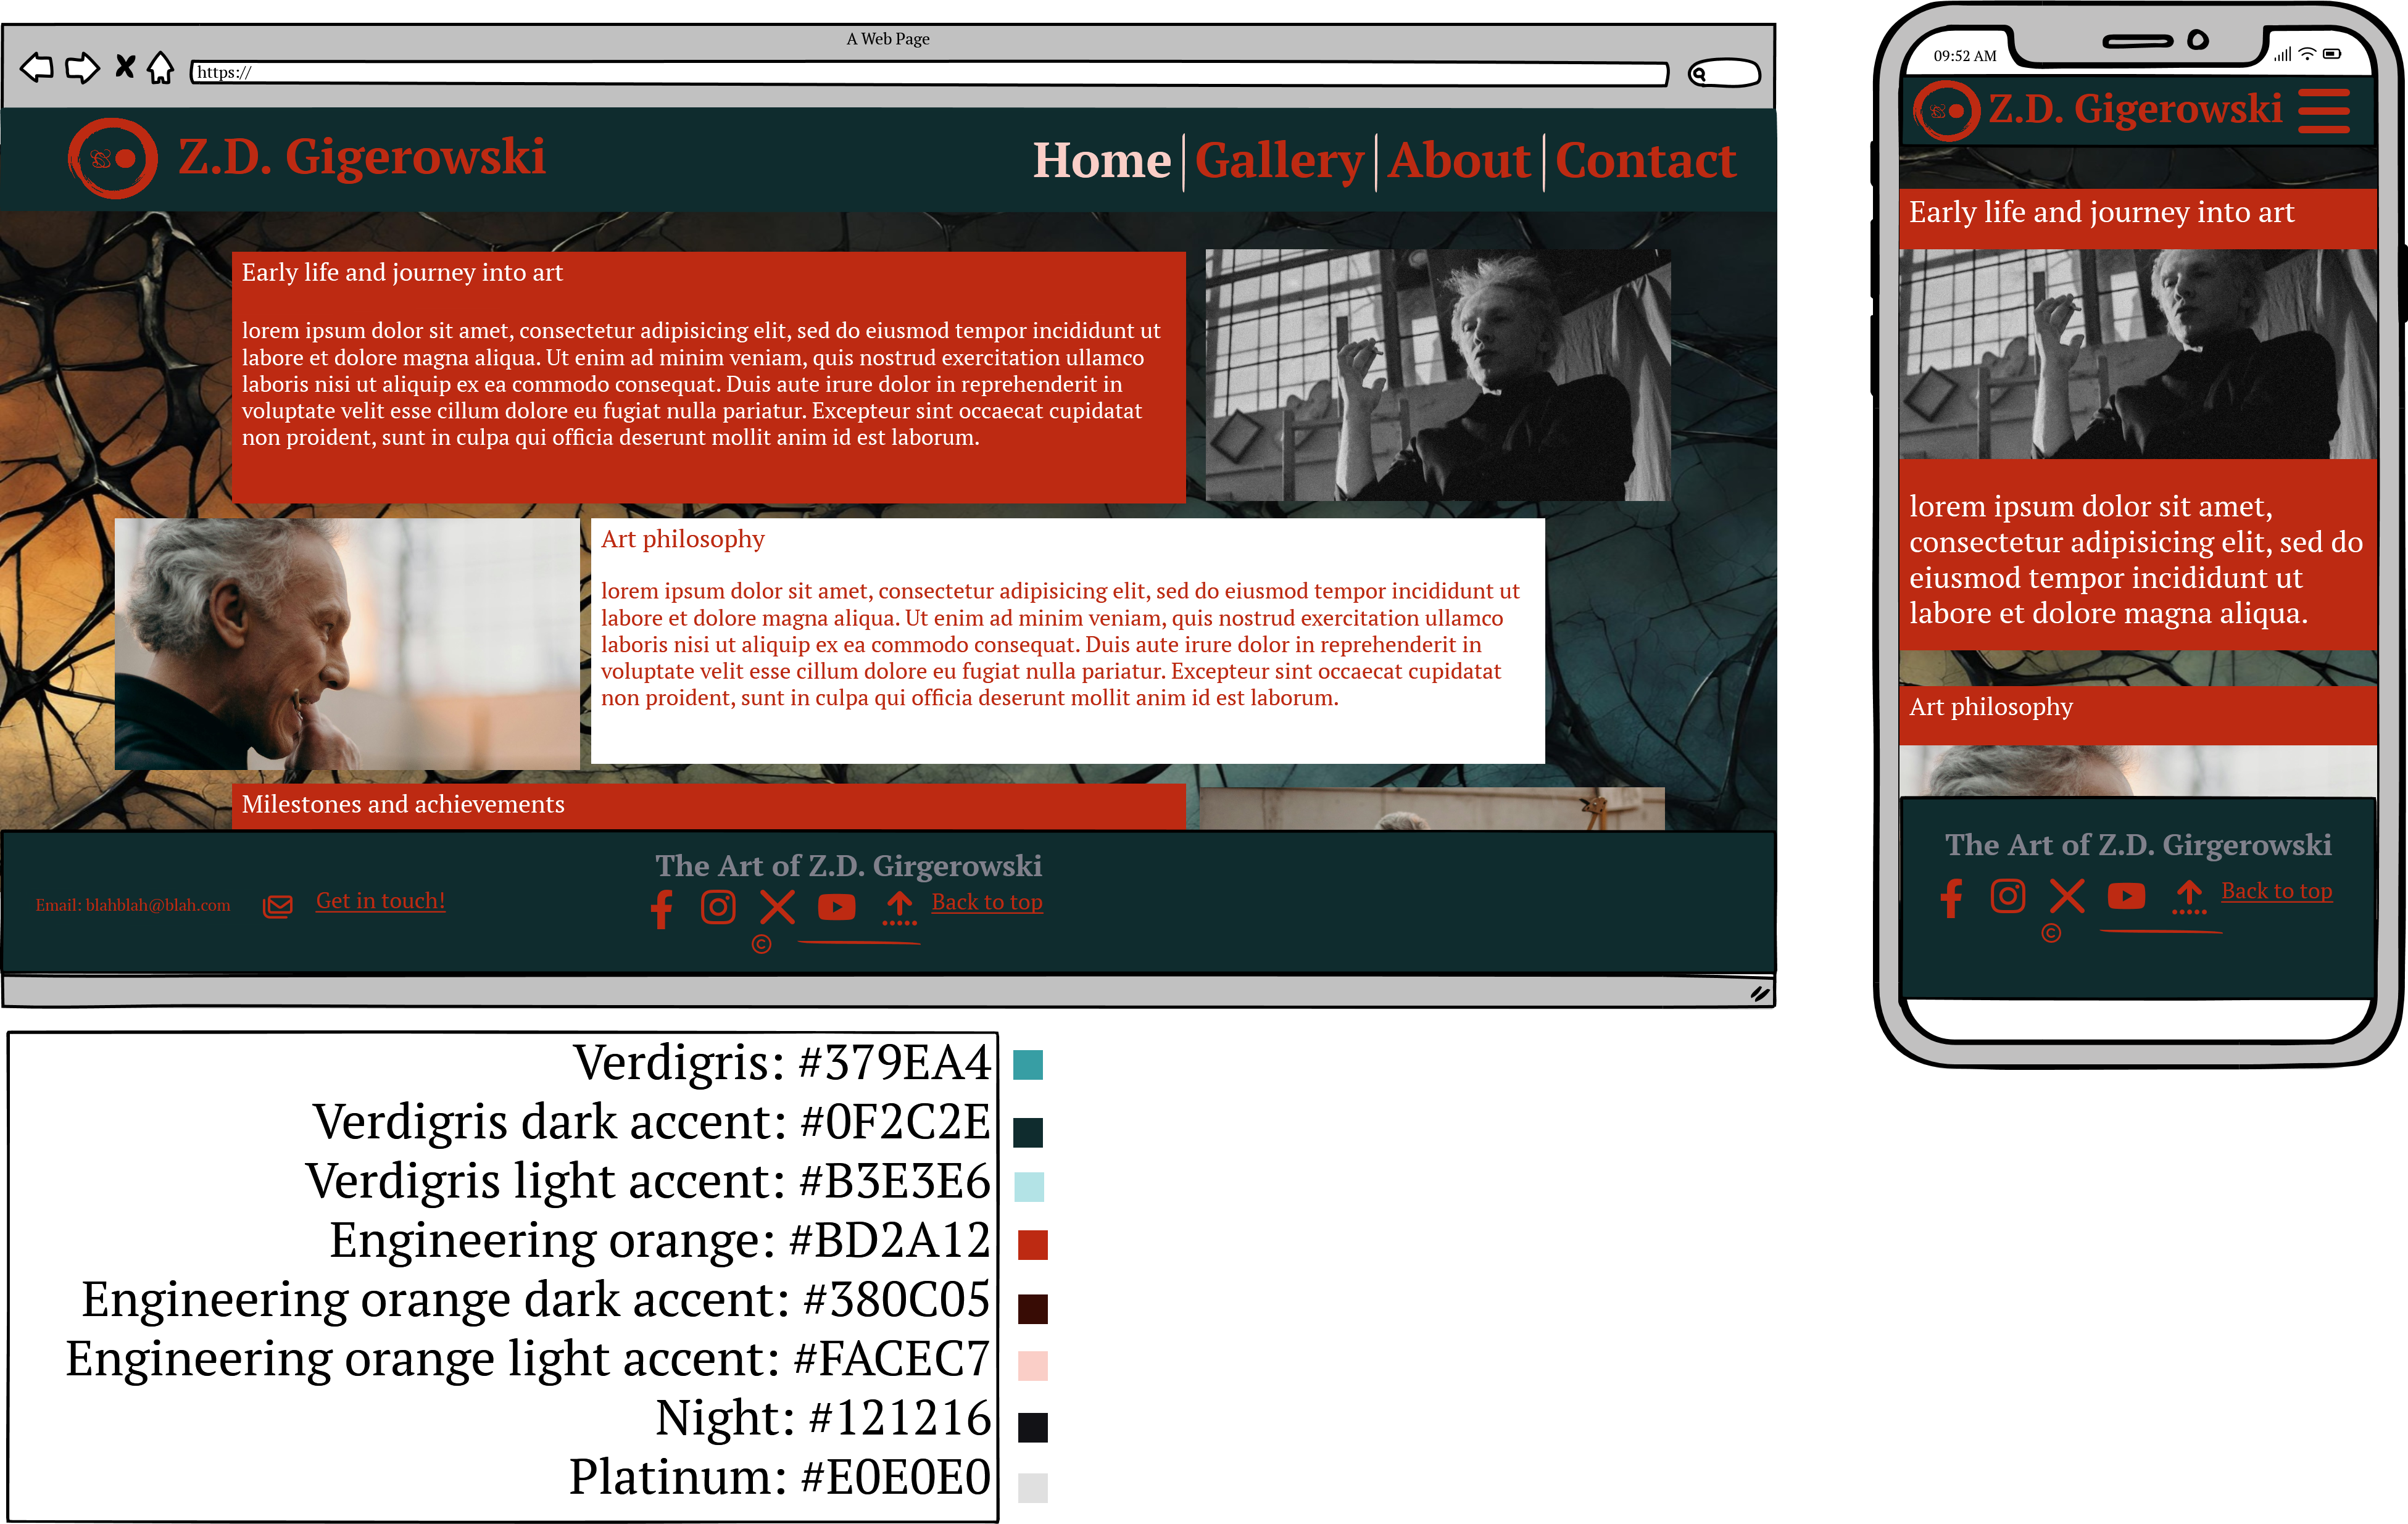 A Web Page
https://
Z.D. Gigerowski
Home Gallery About Contact
Early life and journey into art
lorem ipsum dolor sit amet, consectetur adipisicing elit, sed do eiusmod tempor incididunt ut
labore et dolore magna aliqua. Ut enim ad minim veniam, quis nostrud exercitation ullamco
laboris nisi ut aliquip ex ea commodo consequat. Duis aute irure dolor in reprehenderit in
voluptate velit esse cillum dolore eu fugiat nulla pariatur. Excepteur sint occaecat cupidatat
non proident, sunt in culpa qui officia deserunt mollit anim id est laborum.
Art philosophy
lorem ipsum dolor sit amet, consectetur adipisicing elit, sed do eiusmod tempor incididunt ut
labore et dolore magna aliqua. Ut enim ad minim veniam, quis nostrud exercitation ullamco
laboris nisi ut aliquip ex ea commodo consequat. Duis aute irure dolor in reprehenderit in
voluptate velit esse cillum dolore eu fugiat nulla pariatur. Excepteur sint occaecat cupidatat
non proident, sunt in culpa qui officia deserunt mollit anim id est laborum.
Milestones and achievements
Email: blahblah@blah.com
Get in touch!
The Art of Z.D. Girgerowski
Back to top
©
09:52 AM
Z.D. Gigerowski
Early life and journey into art
lorem ipsum dolor sit amet,
consectetur adipisicing elit, sed do
eiusmod tempor incididunt ut
labore et dolore magna aliqua.
Art philosophy
The Art of Z.D. Girgerowski
Back to top
©
Verdigris: #379EA4
Verdigris dark accent: #0F2C2E
Verdigris light accent: #B3E3E6
Engineering orange: #BD2A12
Engineering orange dark accent: #380C05
Engineering orange light accent: #FACEC7
Night: #121216
Platinum: #E0E0E0